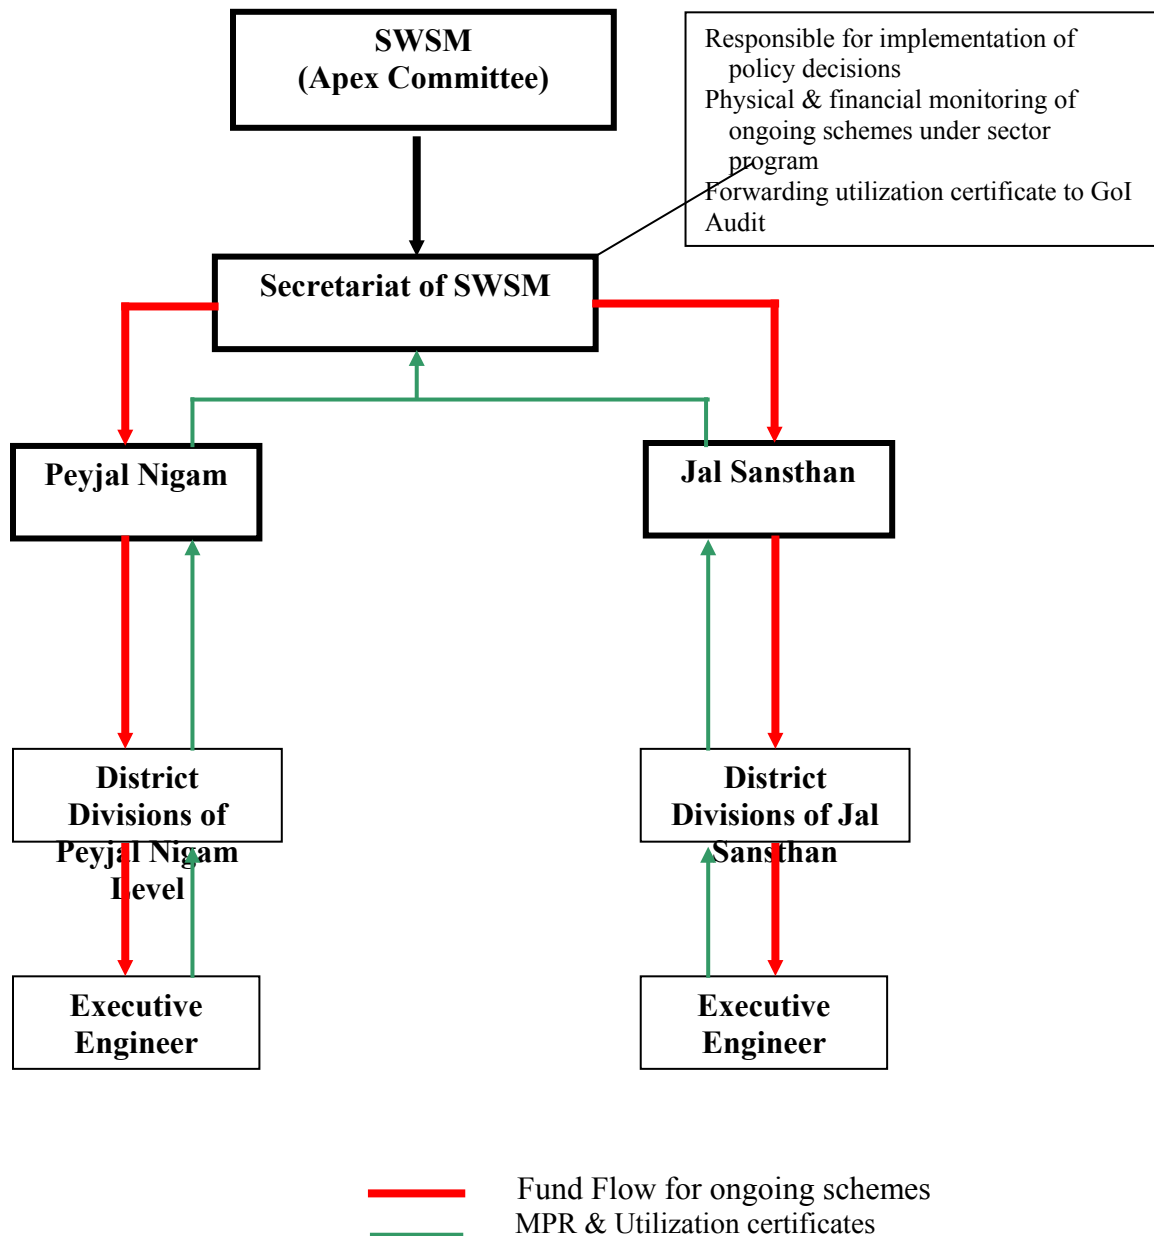 SWSM
(Apex Committee)
Responsible for implementation of
policy decisions
Physical & financial monitoring of
ongoing schemes under sector
program
Forwarding utilization certificate to GoI
Audit
Secretariat of SWSM
Peyjal Nigam
Jal Sansthan
District
Divisions of
Peyjal Nigam
Level
District
Divisions of Jal
Sansthan
Executive
Engineer
Executive
Engineer
Fund Flow for ongoing schemes
MPR & Utilization certificates